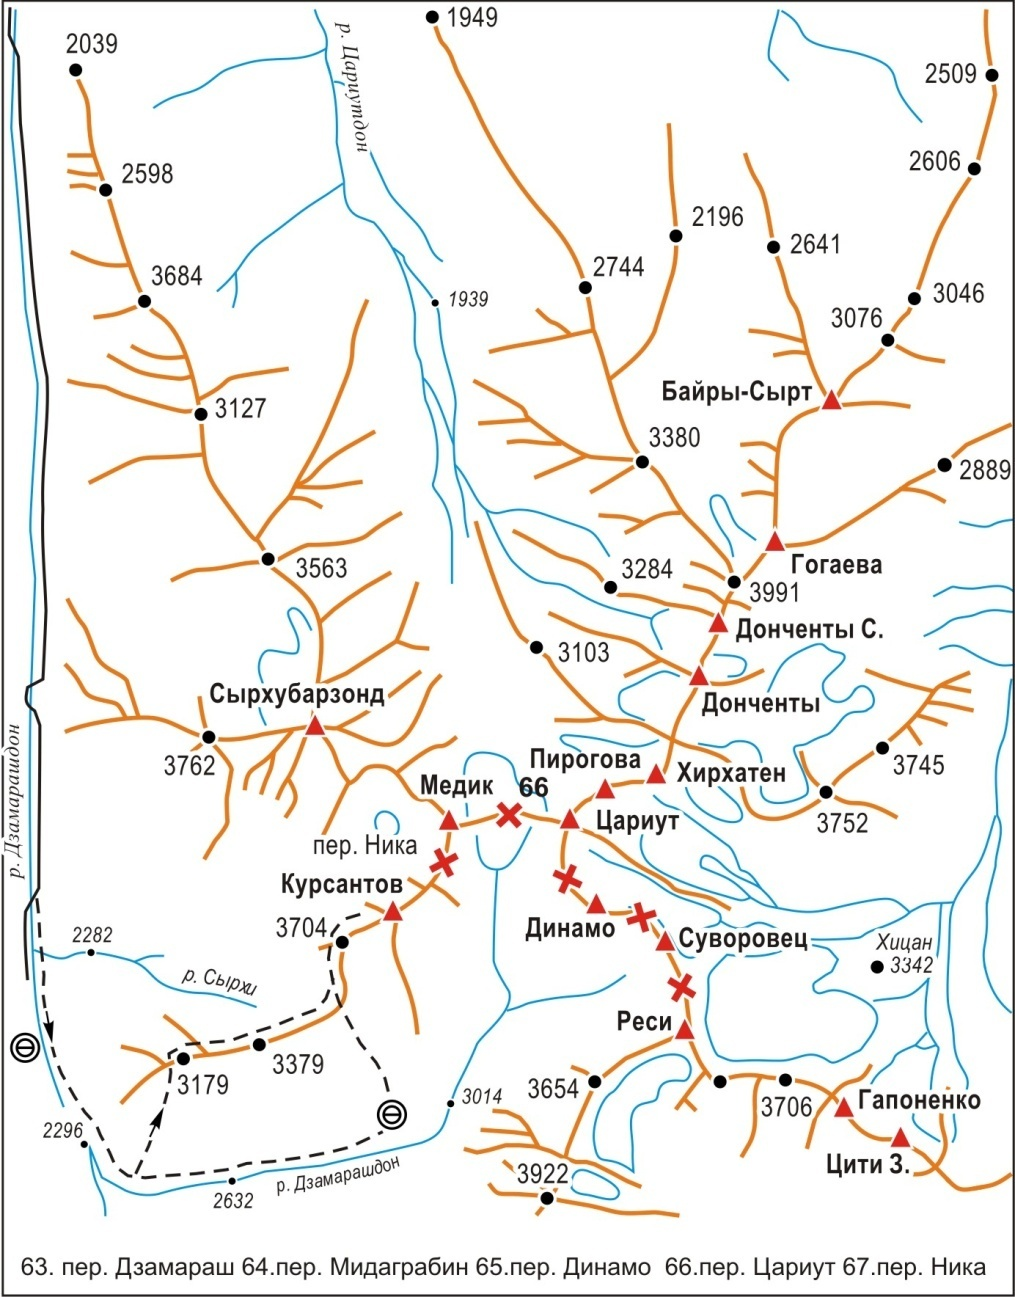 1949
2039
р. Цариутдон
2509
2598
2606
2196
2641
2744
3684
1939
3046
3076
Байры-Сырт
3127
3380
2889
3563
3284
Гогаева
3991
Донченты С.
3103
Сырхубарзонд
Донченты
3762
Пирогова
Хирхатен
3745
Медик
66
Цариут
3752
р. Дзамарашдон
пер. Ника
Курсантов
3704
Динамо
Суворовец
2282
Хицан
3342
р. Сырхи
Реси
3379
3179
3654
3706
Гапоненко
3014
2296
Цити З.
р. Дзамарашдон
3922
2632
63. пер. Дзамараш 64.пер. Мидаграбин 65.пер. Динамо 66.пер. Цариут 67.пер. Ника